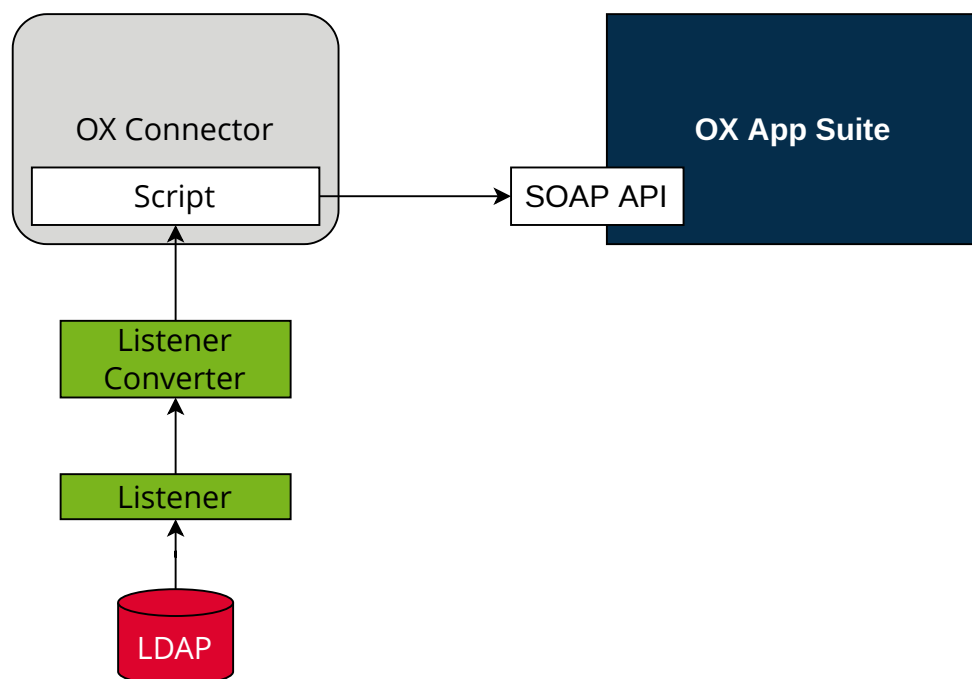 OX Connector
OX App Suite
Script
SOAP API
Listener
Converter
Listener
LDAP